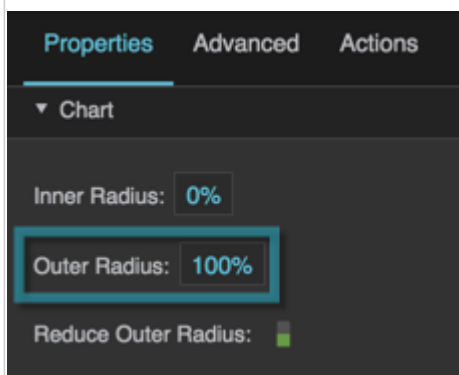 Properties Advanced Actions
▼ Chart
Inner Radius: 0%
Outer Radius: 100%
Reduce Outer Radius: